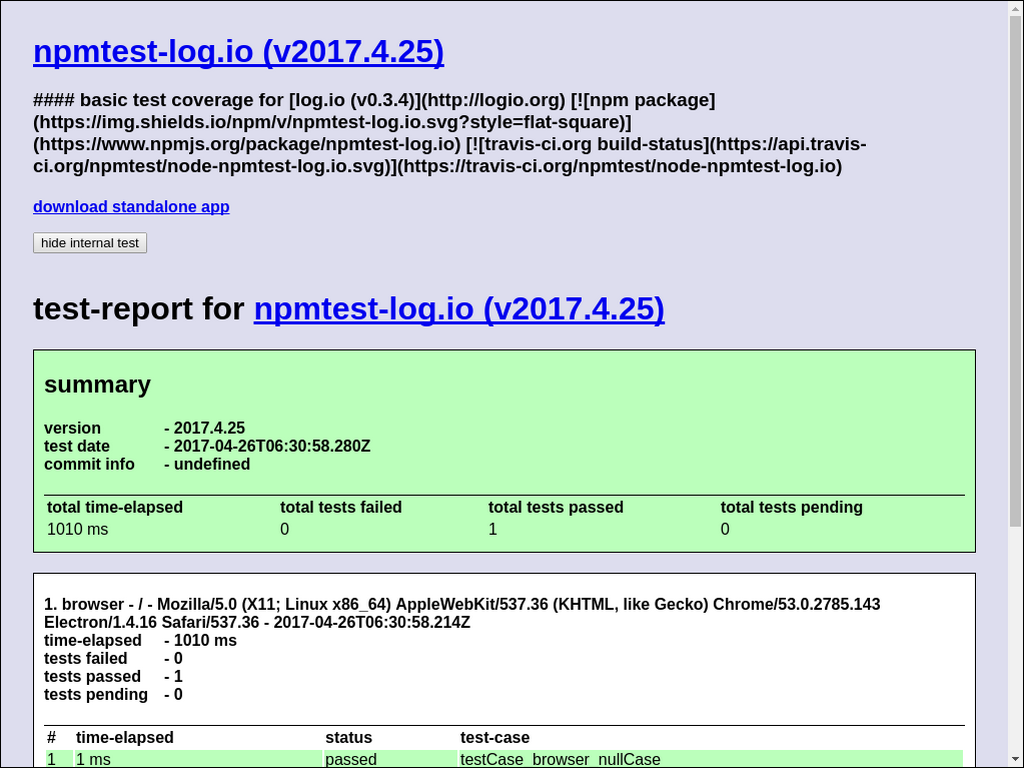 npmtest-log.io (v2017.4.25)
#### basic test coverage for [log.io (v0.3.4)](http://logio.org) [![npm package]
(https://img.shields.io/npm/v/npmtest-log.io.svg?style=flat-square)]
(https://www.npmjs.org/package/npmtest-log.io) [![travis-ci.org build-status](https://api.travis-
ci.org/npmtest/node-npmtest-log.io.svg)](https://travis-ci.org/npmtest/node-npmtest-log.io)
download standalone app
hide internal test
test-report for npmtest-log.io (v2017.4.25)
summary
version - 2017.4.25
test date - 2017-04-26T06:30:58.280Z
commit info - undefined
total time-elapsed total tests failed total tests passed total tests pending
1010 ms 0 1 0
1. browser - / - Mozilla/5.0 (X11; Linux x86_64) AppleWebKit/537.36 (KHTML, like Gecko) Chrome/53.0.2785.143
Electron/1.4.16 Safari/537.36 - 2017-04-26T06:30:58.214Z
time-elapsed - 1010 ms
tests failed - 0
tests passed - 1
tests pending - 0
# time-elapsed status test-case
1 1 ms passed testCase_browser_nullCase